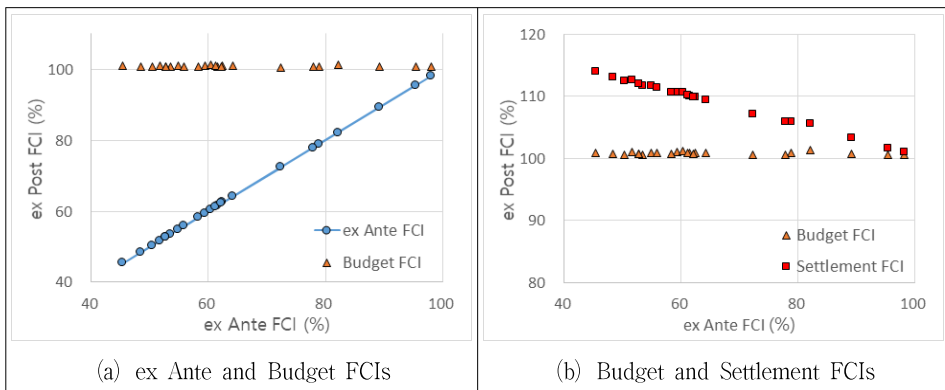 100
80
60
40
ex Post FCI (%)
ex Ante FCI
Budget FCI
40
60
80
100
ex Ante FCI (%)
(a) ex Ante and Budget FCIs
120
110
100
90
80
ex Post FCI (%)
Budget FCI
Settlement FCI
40
60
80
100
ex Ante FCI (%)
(b) Budget and Settlement FCIs